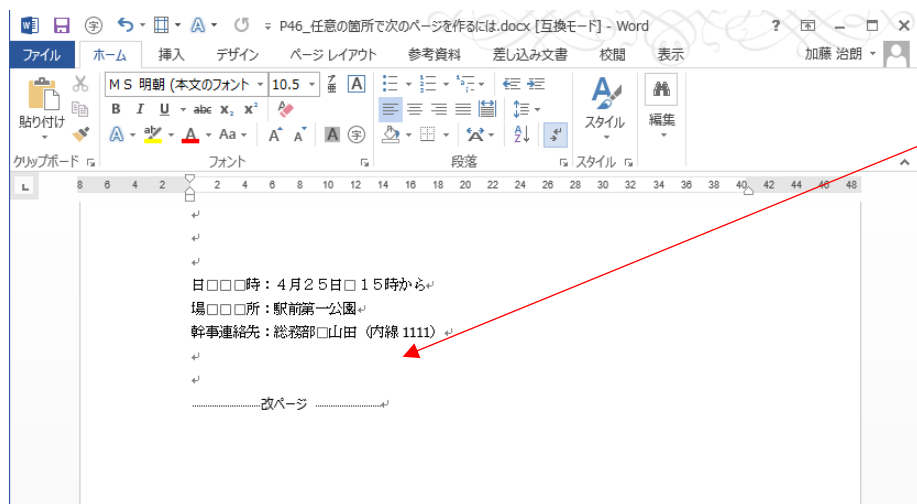 P46_任意の箇所で次のページを作るには.docx [互換モード] - Word
ファイル ホーム 挿入 デザイン ページ レイアウト 参考資料 差し込み文書 校閲 表示 加藤 治朗
MS 明朝 (本文のフォント 10.5
貼り付け スタイル 編集
クリップボード フォント 段落 スタイル
8 6 4 2 2 4 6 8 10 12 14 16 18 20 22 24 26 28 30 32 34 36 38 40 42 44 46 48
日□□□時：４月２５日□１５時から↵
場□□□所：駅前第一公園↵
幹事連絡先：総務部□山田（内線 1111）↵
改ページ